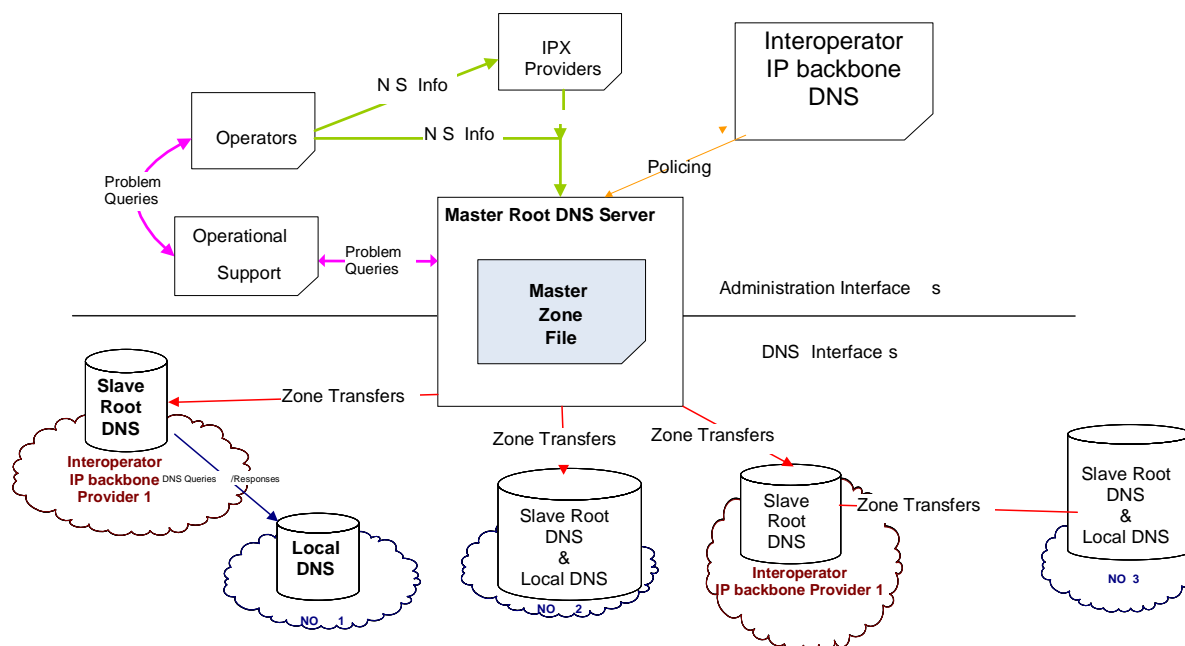 IPX
Providers
Interoperator
IP backbone
DNS
N S Info
Operators
N S Info
Policing
Problem
Queries
Master Root DNS Server
Operational
Support
Problem
Queries
Master
Zone
File
Administration Interface s
DNS Interface s
Slave
Root
DNS
Zone Transfers
Zone Transfers
Zone Transfers
Interoperator
IP backbone
Provider 1
DNS Queries /Responses
Local
DNS
NO 1
Slave Root
DNS
&
Local DNS
NO 2
Slave
Root
DNS
Interoperator
IP backbone Provider 1
Zone Transfers
Slave Root
DNS
&
Local DNS
NO 3